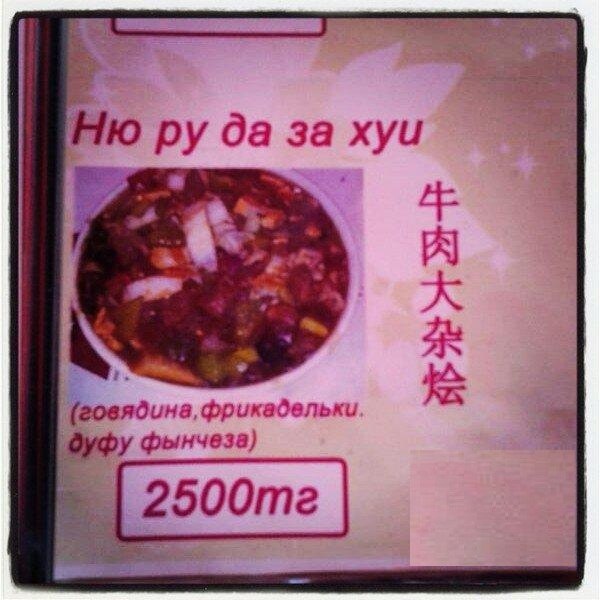 Ню ру да за хуи
牛肉大杂烩
(говядина,фрикадельки.
дуфу фынчеза)
2500тг